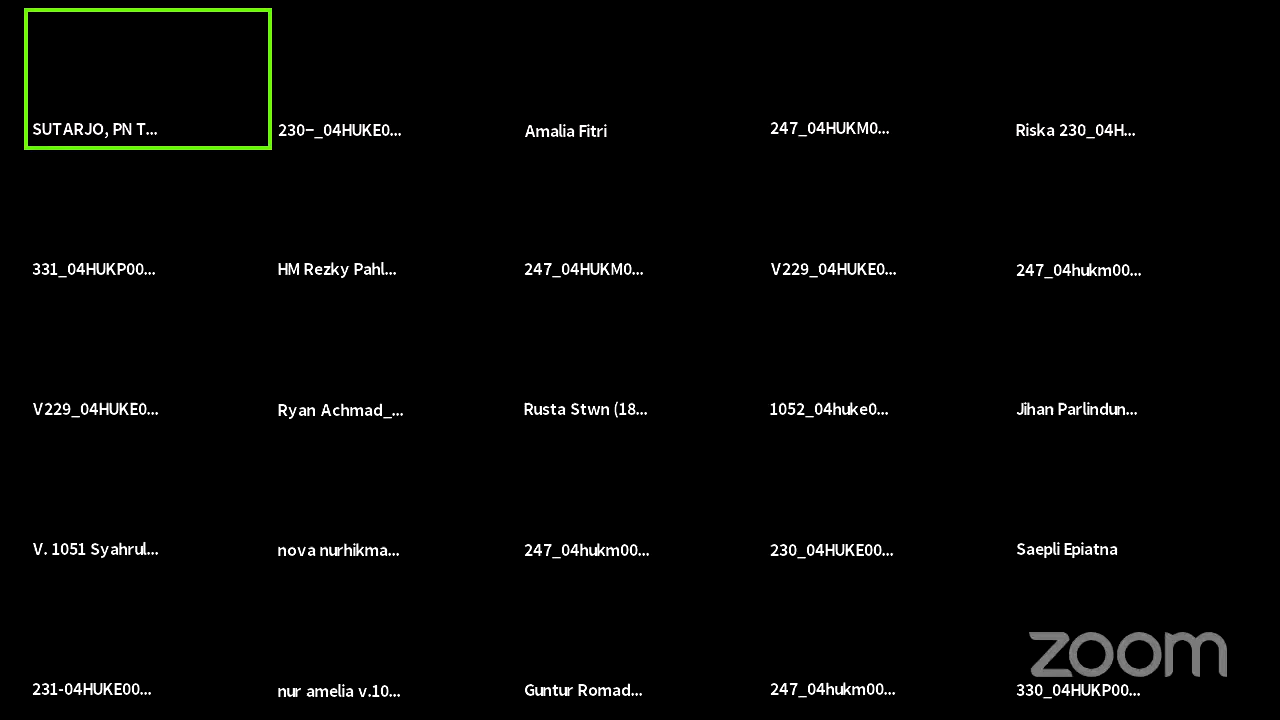 SUTARJO, PN T...
230–_04HUKE0...
Amalia Fitri
247_04HUKM0...
Riska 230_04H...
331_04HUKP00...
HM Rezky Pahl...
247_04HUKM0...
V229_04HUKE0...
247_04hukm00...
V229_04HUKE0...
Ryan Achmad_...
Rusta Stwn (18...
1052_04huke0...
Jihan Parlindun...
V. 1051 Syahrul...
nova nurhikma...
247_04hukm00...
230_04HUKE00...
Saepli Epiatna
231-04HUKE00...
nur amelia v.10...
Guntur Romad...
247_04hukm00...
330_04HUKP00...
zoom